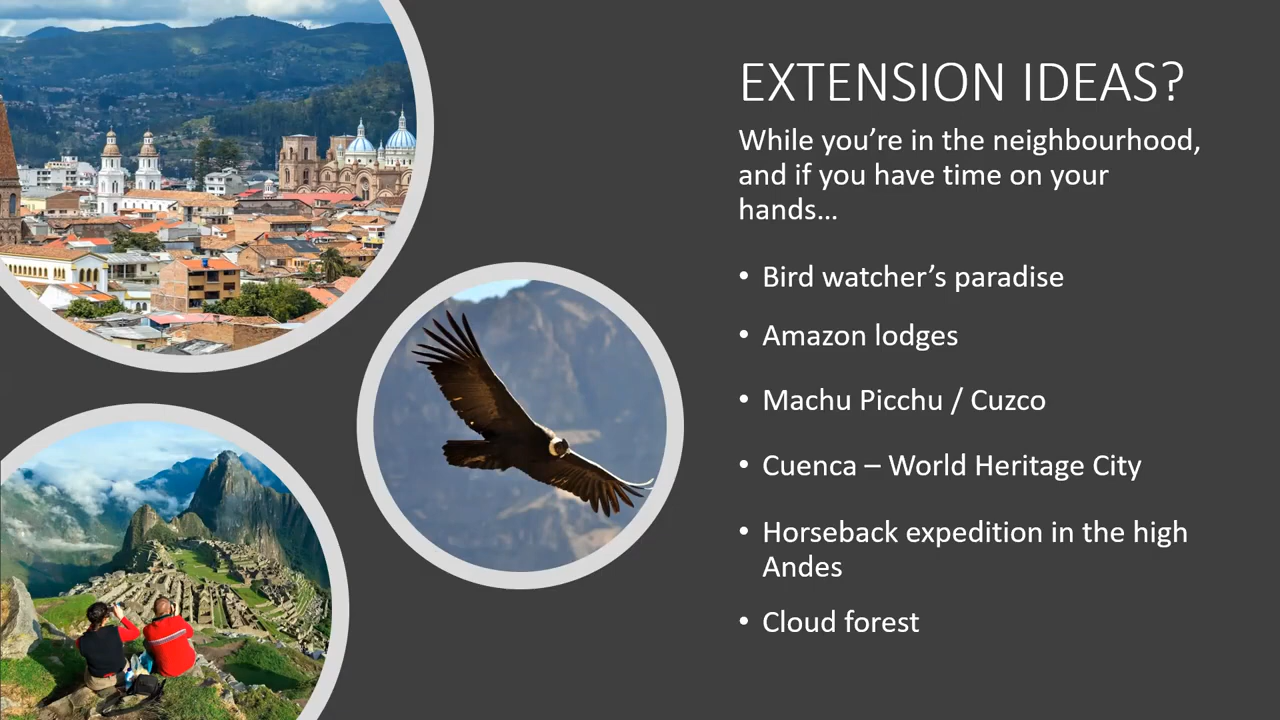 EXTENSION IDEAS?
While you’re in the neighbourhood,
and if you have time on your
hands…
• Bird watcher’s paradise
• Amazon lodges
• Machu Picchu / Cuzco
• Cuenca – World Heritage City
• Horseback expedition in the high
Andes
• Cloud forest